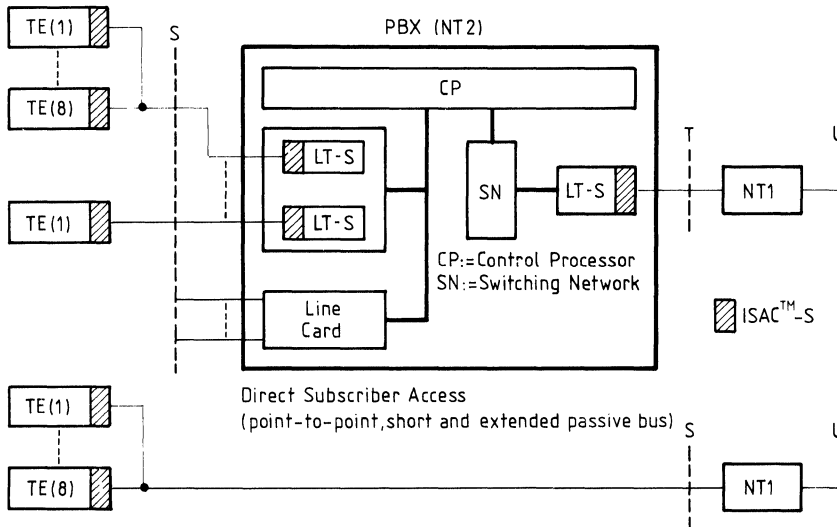 TE(1)
S
PBX (NT2)
CP
TE(8)
LT-S
T
U
SN
LT-S
NT1
TE(1)
LT-S
CP:=Control Processor
SN:=Switching Network
Line
Card
ISAC™-S
Direct Subscriber Access
(point-to-point, short and extended passive bus)
TE(1)
S
U
TE(8)
NT1